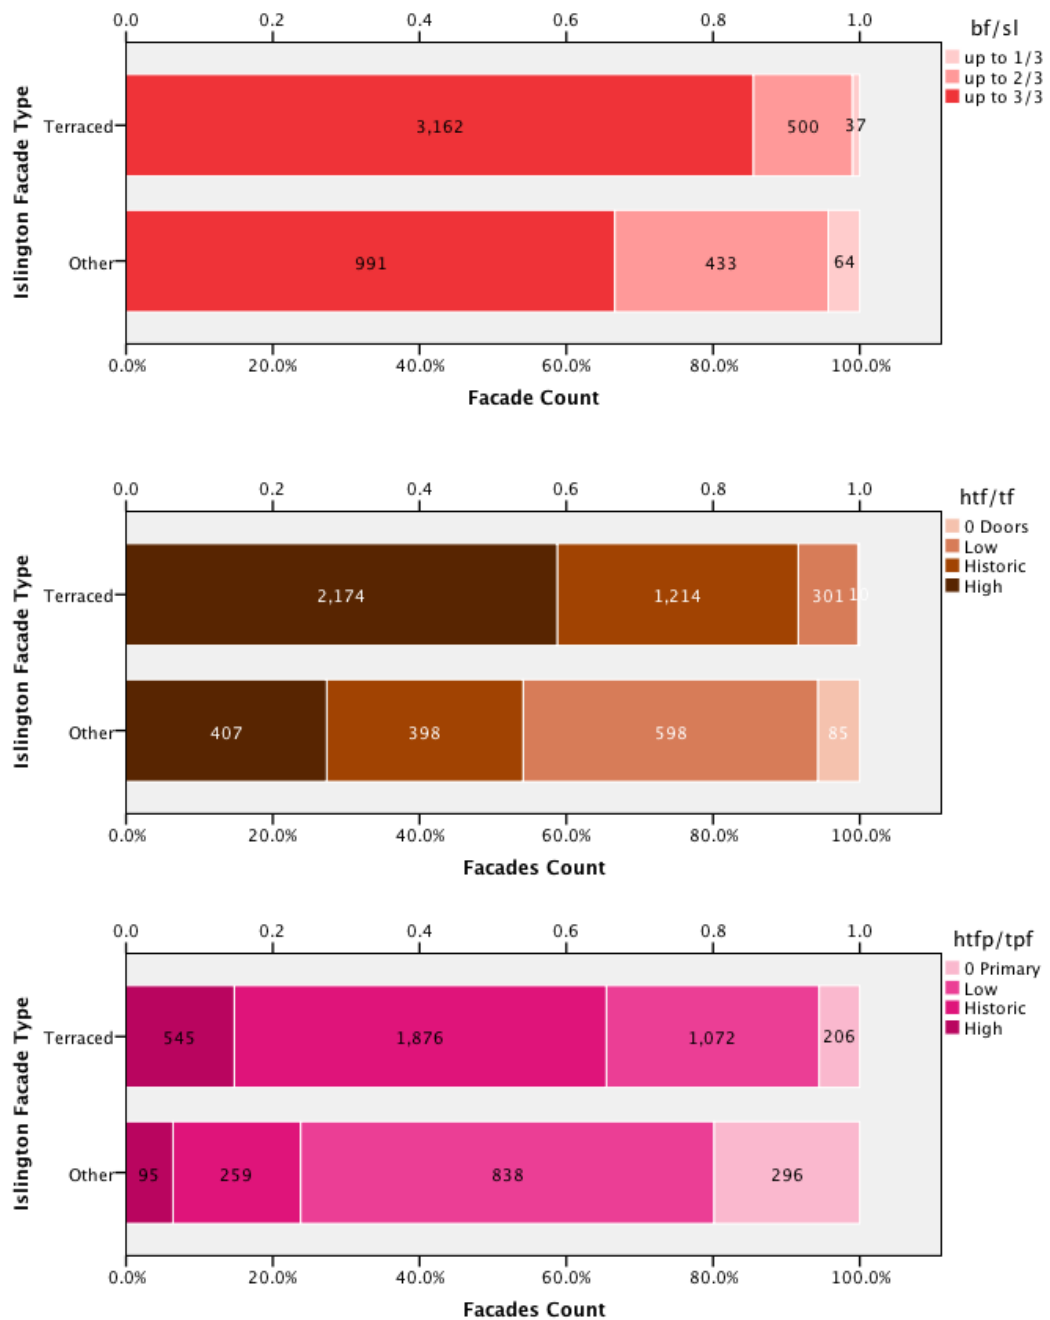 0.0 0.2 0.4 0.6 0.8 1.0
bf/sl
up to 1/3
up to 2/3
up to 3/3
Islington Facade Type
Terraced
3,162 500 37
Other
991 433 64
0.0% 20.0% 40.0% 60.0% 80.0% 100.0%
Facade Count
0.0 0.2 0.4 0.6 0.8 1.0
htf/tf
0 Doors
Low
Historic
High
Islington Facade Type
Terraced
2,174 1,214 301 10
Other
407 398 598 85
0.0% 20.0% 40.0% 60.0% 80.0% 100.0%
Facades Count
0.0 0.2 0.4 0.6 0.8 1.0
htfp/tpf
0 Primary
Low
Historic
High
Islington Facade Type
Terraced
545 1,876 1,072 206
Other
95 259 838 296
0.0% 20.0% 40.0% 60.0% 80.0% 100.0%
Facades Count